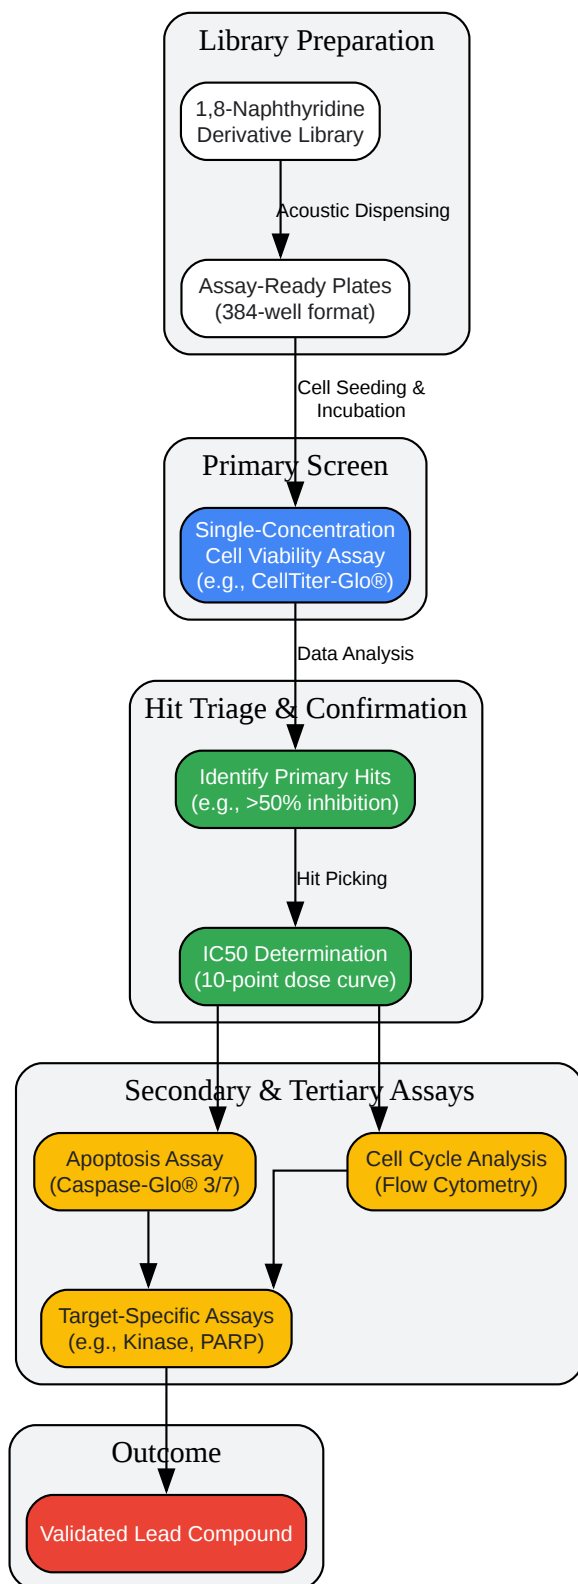 Library Preparation
1,8-Naphthyridine
Derivative Library
Acoustic Dispensing
Assay-Ready Plates
(384-well format)
Cell Seeding &
Incubation
Primary Screen
Single-Concentration
Cell Viability Assay
(e.g., CellTiter-Glo®)
Data Analysis
Hit Triage & Confirmation
Identify Primary Hits
(e.g., >50% inhibition)
Hit Picking
IC50 Determination
(10-point dose curve)
Secondary & Tertiary Assays
Apoptosis Assay
(Caspase-Glo® 3/7)
Cell Cycle Analysis
(Flow Cytometry)
Target-Specific Assays
(e.g., Kinase, PARP)
Outcome
Validated Lead Compound